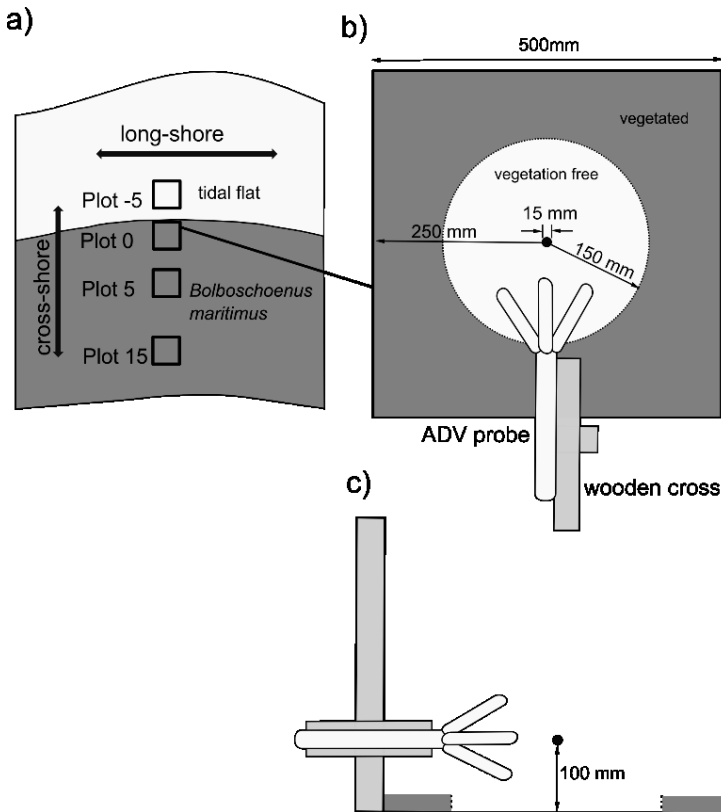 a)
long-shore
Plot -5
tidal flat
Plot 0
Plot 5
Bolboschoenus
maritimus
Plot 15
cross-shore
b)
500mm
vegetated
vegetation free
15 mm
250 mm
150 mm
ADV probe
wooden cross
c)
100 mm